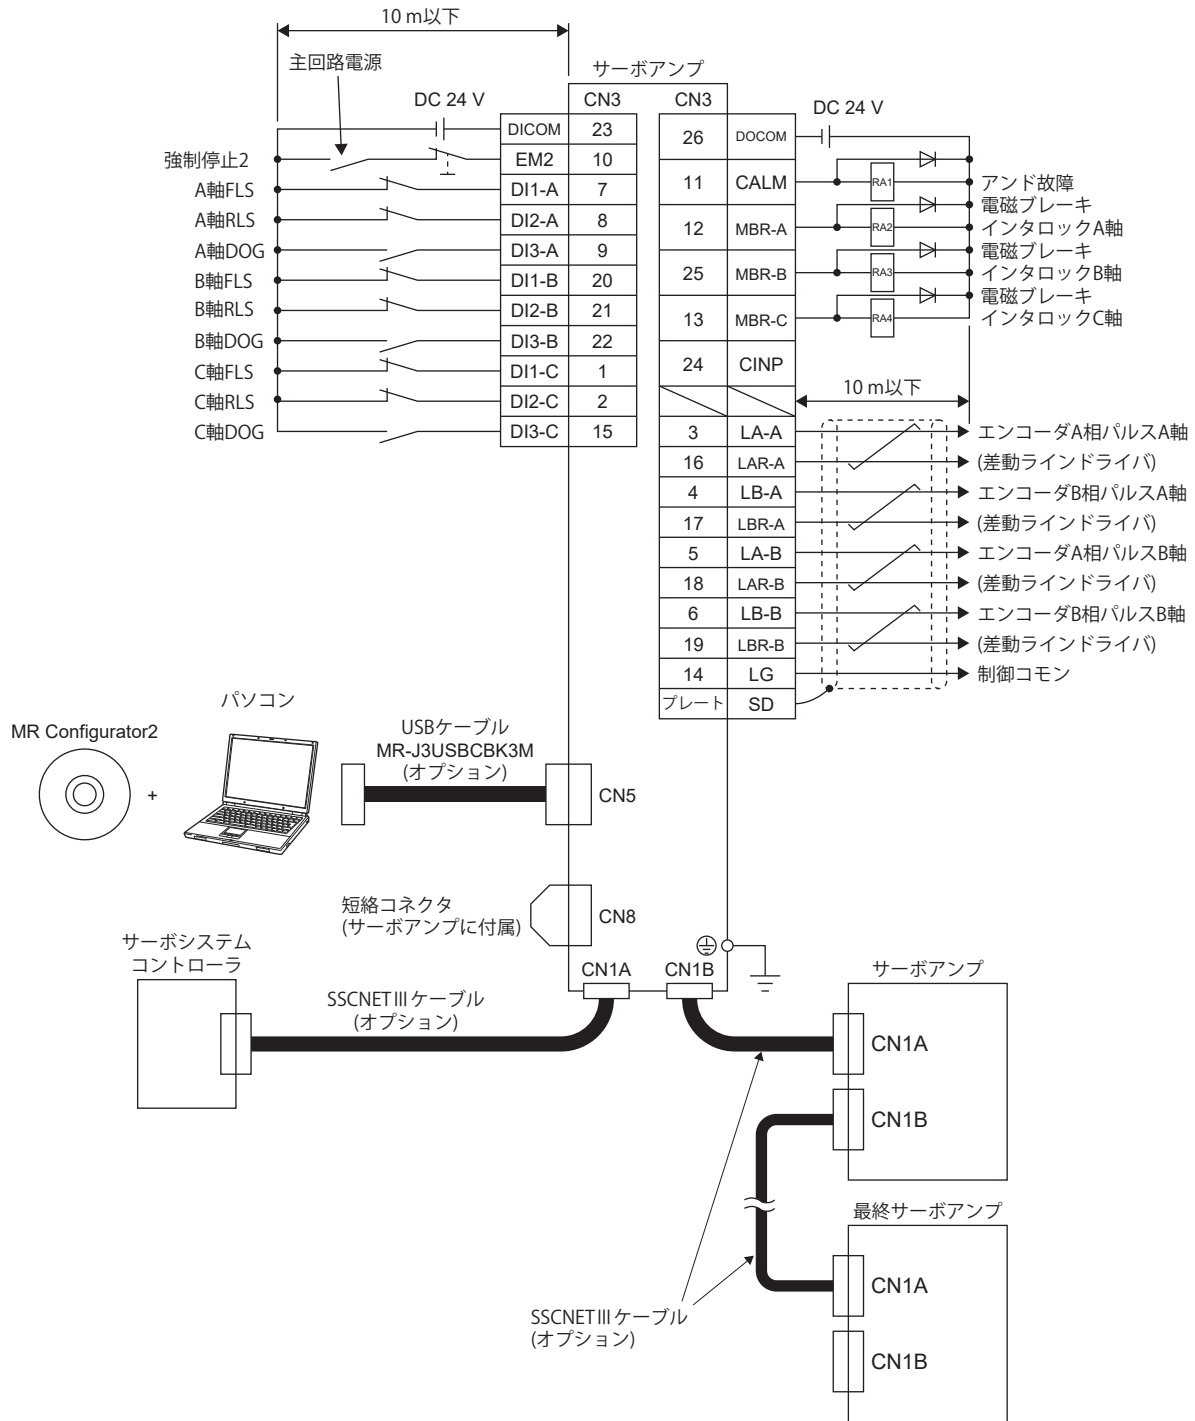 10 m以下
主回路電源
サーボアンプ
DC 24 V
CN3
CN3
DC 24 V
DICOM 23
強制停止2 EM2 10
A軸FLS DI1-A 7
A軸RLS DI2-A 8
A軸DOG DI3-A 9
B軸FLS DI1-B 20
B軸RLS DI2-B 21
B軸DOG DI3-B 22
C軸FLS DI1-C 1
C軸RLS DI2-C 2
C軸DOG DI3-C 15
26 DOCOM
11 CALM RA1 アンド故障
電磁ブレーキ
12 MBR-A RA2 インタロックA軸
電磁ブレーキ
25 MBR-B RA3 インタロックB軸
電磁ブレーキ
13 MBR-C RA4 インタロックC軸
24 CINP
10 m以下
3 LA-A エンコーダA相パルスA軸
16 LAR-A (差動ラインドライバ)
4 LB-A エンコーダB相パルスA軸
17 LBR-A (差動ラインドライバ)
5 LA-B エンコーダA相パルスB軸
18 LAR-B (差動ラインドライバ)
6 LB-B エンコーダB相パルスB軸
19 LBR-B (差動ラインドライバ)
14 LG 制御コモン
プレート SD
パソコン
MR Configurator2
+
USBケーブル
MR-J3USBCBK3M
(オプション)
CN5
短絡コネクタ
(サーボアンプに付属)
CN8
サーボシステム
コントローラ
CN1A
CN1B
SSCNETⅢケーブル
(オプション)
サーボアンプ
CN1A
CN1B
最終サーボアンプ
CN1A
SSCNETⅢケーブル
(オプション)
CN1B